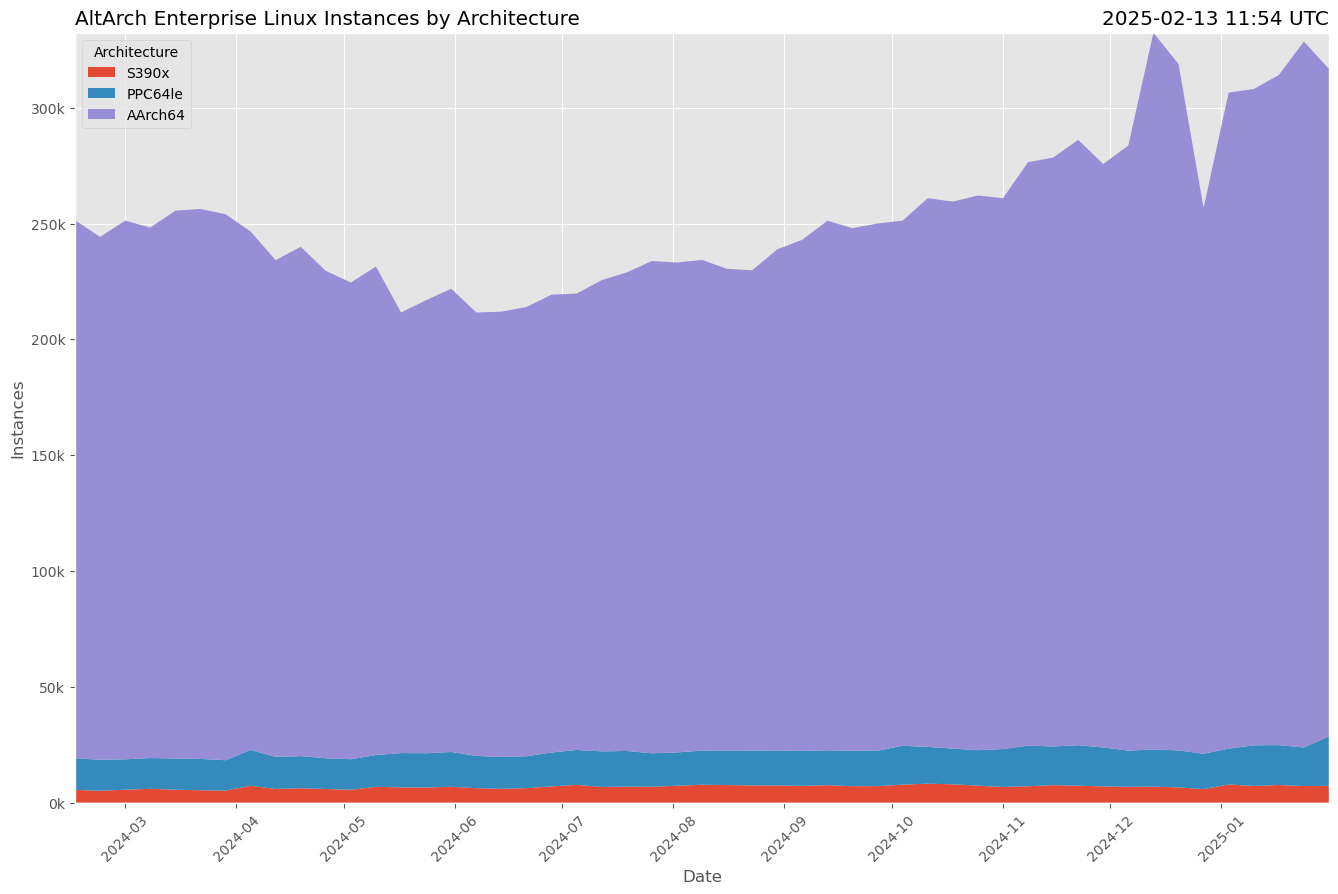 AltArch Enterprise Linux Instances by Architecture
2025-02-13 11:54 UTC
Architecture
S390x
PPC64le
AArch64
300k
250k
200k
150k
100k
50k
0k
Instances
2024-03
2024-04
2024-05
2024-06
2024-07
2024-08
2024-09
2024-10
2024-11
2024-12
2025-01
Date